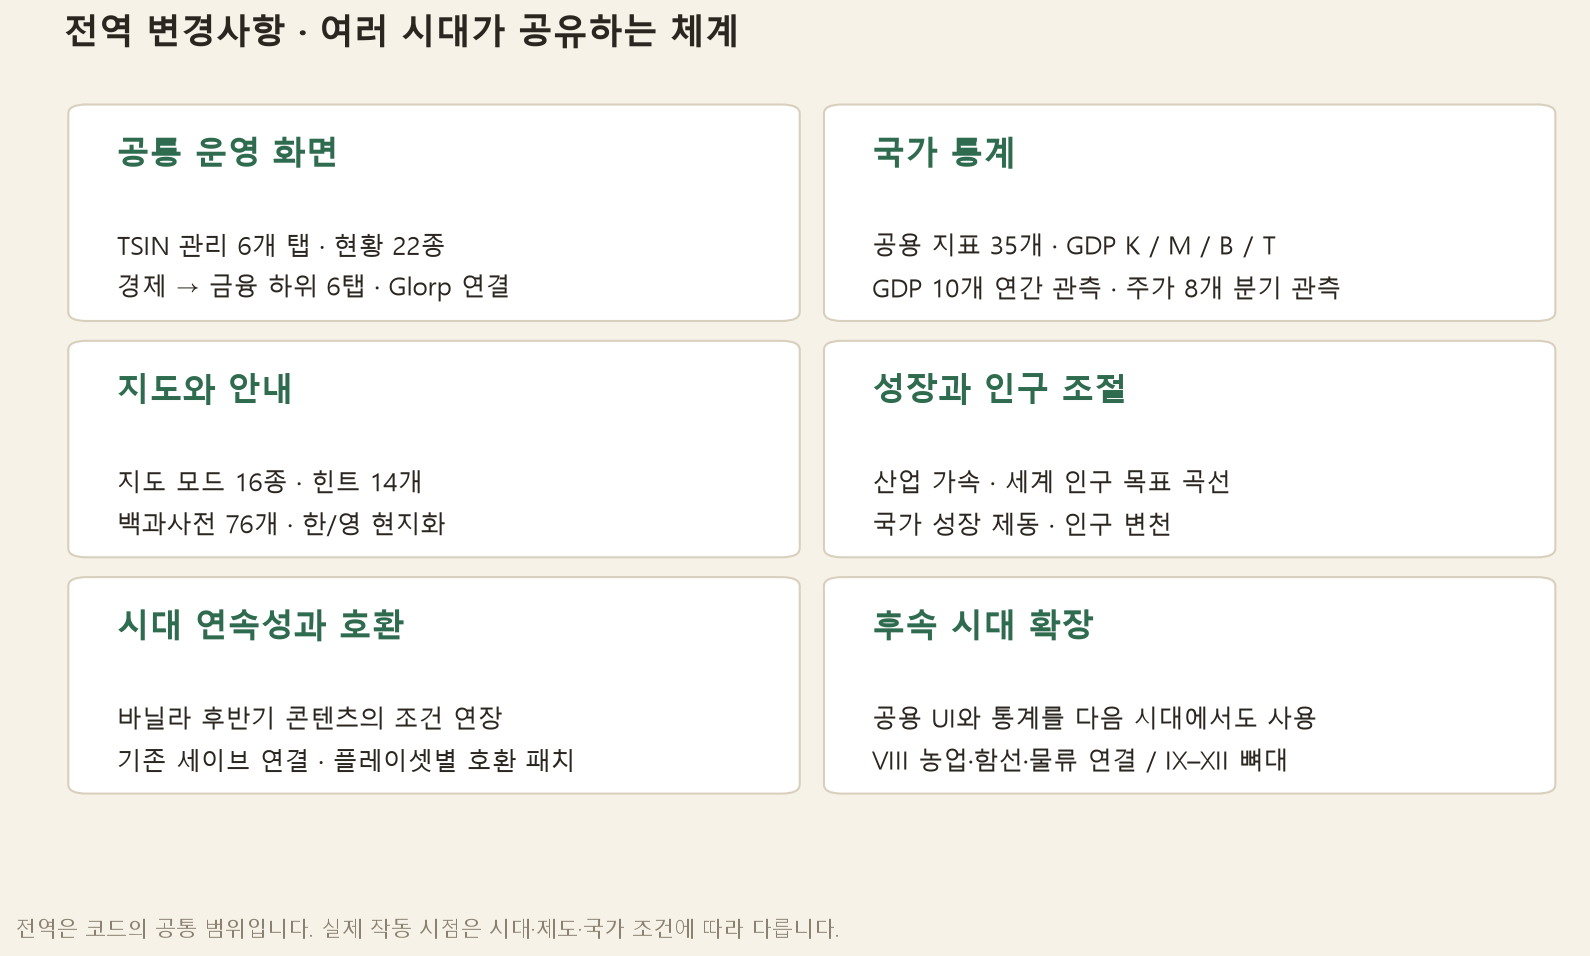 전역 변경사항 · 여러 시대가 공유하는 체계
공통 운영 화면
TSIN 관리 6개 탭 · 현황 22종
경제 → 금융 하위 6탭 · Glorp 연결
국가 통계
공용 지표 35개 · GDP K / M / B / T
GDP 10개 연간 관측 · 주가 8개 분기 관측
지도와 안내
지도 모드 16종 · 힌트 14개
백과사전 76개 · 한/영 현지화
성장과 인구 조절
산업 가속 · 세계 인구 목표 곡선
국가 성장 제동 · 인구 변천
시대 연속성과 호환
바닐라 후반기 콘텐츠의 조건 연장
기존 세이브 연결 · 플레이셋별 호환 패치
후속 시대 확장
공용 UI와 통계를 다음 시대에서도 사용
VIII 농업·함선·물류 연결 / IX–XII 뼈대
전역은 코드의 공통 범위입니다. 실제 작동 시점은 시대·제도·국가 조건에 따라 다릅니다.